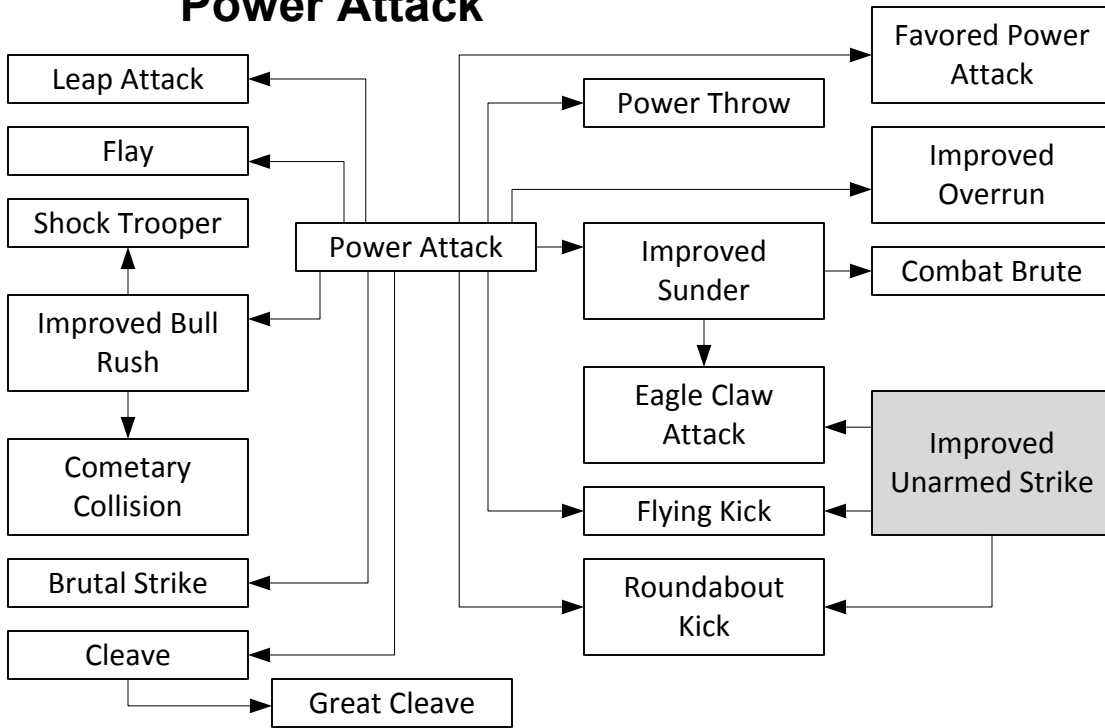 Power Attack
Leap Attack
Flay
Shock Trooper
Improved Bull
Rush
Cometary
Collision
Brutal Strike
Cleave
Great Cleave
Power Attack
Power Throw
Improved
Sunder
Eagle Claw
Attack
Flying Kick
Roundabout
Kick
Favored Power
Attack
Improved
Overrun
Combat Brute
Improved
Unarmed Strike